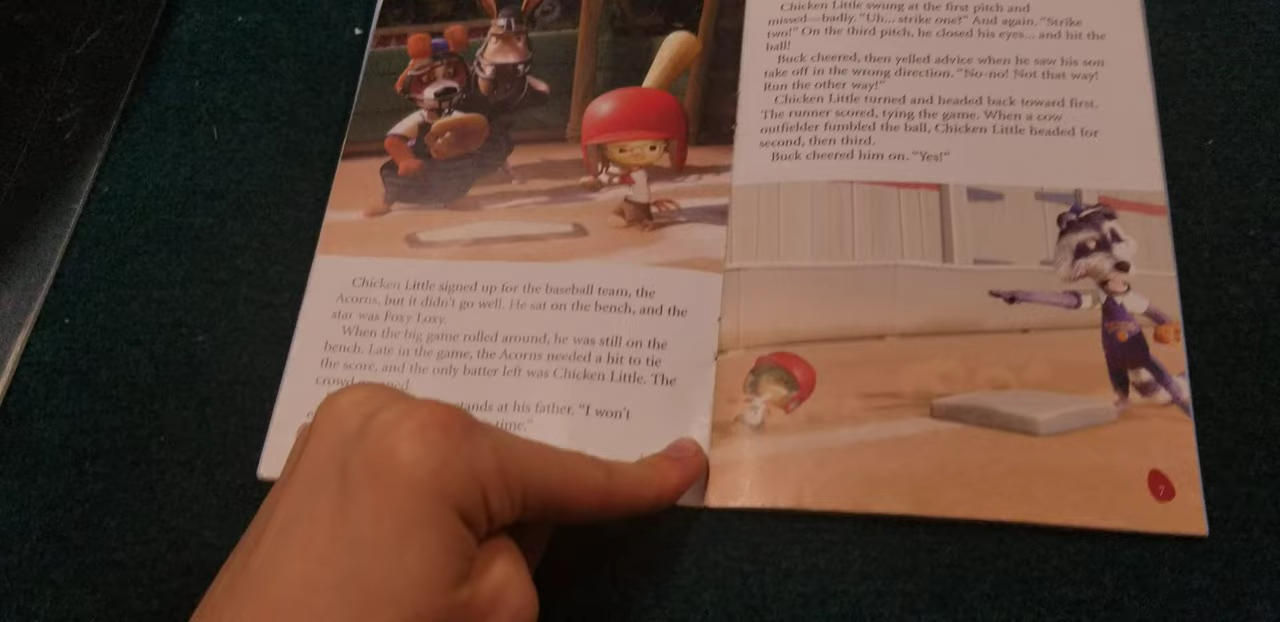 Chicken Little signed up for the baseball team, the
Acorns, but it didn't go well. He sat on the bench, and the
star was Foxy Loxy.
When the big game rolled around, he was still on the
bench. Late in the game, the Acorns needed a hit to tie
the score, and the only batter left was Chicken Little. The
crowd
stands at his father. "I won't
time."
Chicken Little swung at the first pitch and
missed—badly. "Uh... strike one?" And again. "Strike
two!" On the third pitch, he closed his eyes... and hit the
ball!
Buck cheered, then yelled advice when he saw his son
take off in the wrong direction. "No-no! Not that way!
Run the other way!"
Chicken Little turned and headed back toward first.
The runner scored, tying the game. When a cow
outfielder fumbled the ball, Chicken Little headed for
second, then third.
Buck cheered him on. "Yes!"
7